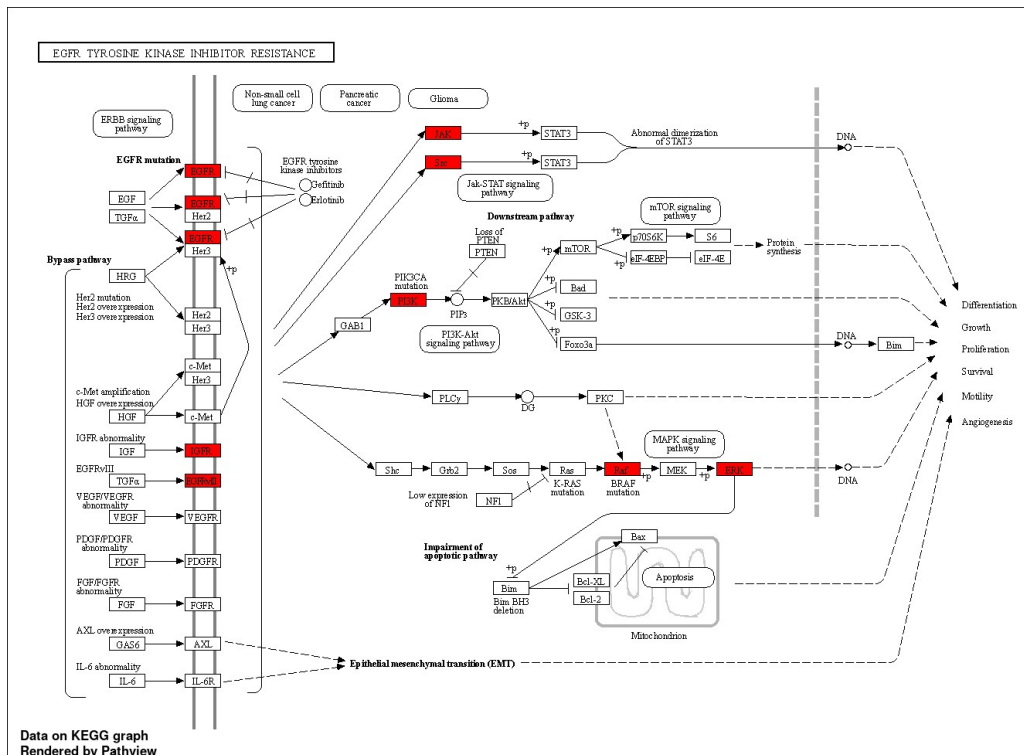 EGFR TYROSINE KINASE INHIBITOR RESISTANCE
Non-small cell
lung cancer
Pancreatic
cancer
Glioma
ERBB signaling
pathway
EGFR mutation
EGF
TGFα
EGFR
EGFR
Her2
EGFR
Her3
+p
EGFR tyrosine
kinase inhibitors
Gefitinib
Erlotinib
JAK
+p
STAT3
Src
+p
STAT3
Abnormal dimerization
of STAT3
DNA
Jak-STAT signaling
pathway
Downstream pathway
mTOR signaling
pathway
Loss of
PTEN
PTEN
+p
mTOR
+p
p70S6K
S6
+p
eIF-4EBP
eIF-4E
Protein
synthesis
Bypass pathway
HRG
Her2 mutation
Her2 overexpression
Her3 overexpression
Her2
Her3
PIK3CA
mutation
PI3K
PIP3
PKB/Akt
+p
Bad
+p
GSK-3
+p
Foxo3a
GAB1
PI3K-Akt
signaling pathway
DNA
Bim
Differentiation
Growth
Proliferation
Survival
Motility
Angiogenesis
c-Met
Her3
c-Met amplification
HGF overexpression
HGF
c-Met
PLCγ
DG
PKC
IGFR abnormality
IGF
IGFR
EGFRvIII
TGFα
EGFRvIII
MAPK signaling
pathway
Shc
Grb2
Sos
Ras
Raf
+p
MEK
+p
ERK
DNA
K-RAS
mutation
BRAF
mutation
Low expression
of NF1
NF1
VEGF/VEGFR
abnormality
VEGF
VEGFR
PDGF/PDGFR
abnormality
PDGF
PDGFR
Impairment of
apoptotic pathway
+p
Bim
Bim BH3
deletion
Bcl-XL
Bcl-2
Bax
Apoptosis
Mitochondrion
FGF/FGFR
abnormality
FGF
FGFR
AXL overexpression
GAS6
AXL
IL-6 abnormality
IL-6
IL-6R
Epithelial mesenchymal transition (EMT)
Data on KEGG graph
Rendered by Pathview